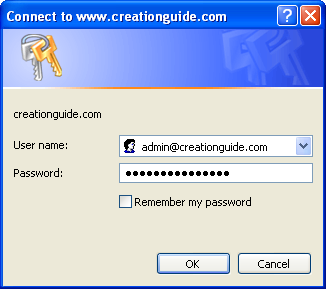 Connect to www.creationguide.com
creationguide.com
User name: admin@creationguide.com
Password: ●●●●●●●●●●●●●●●
Remember my password
OK Cancel